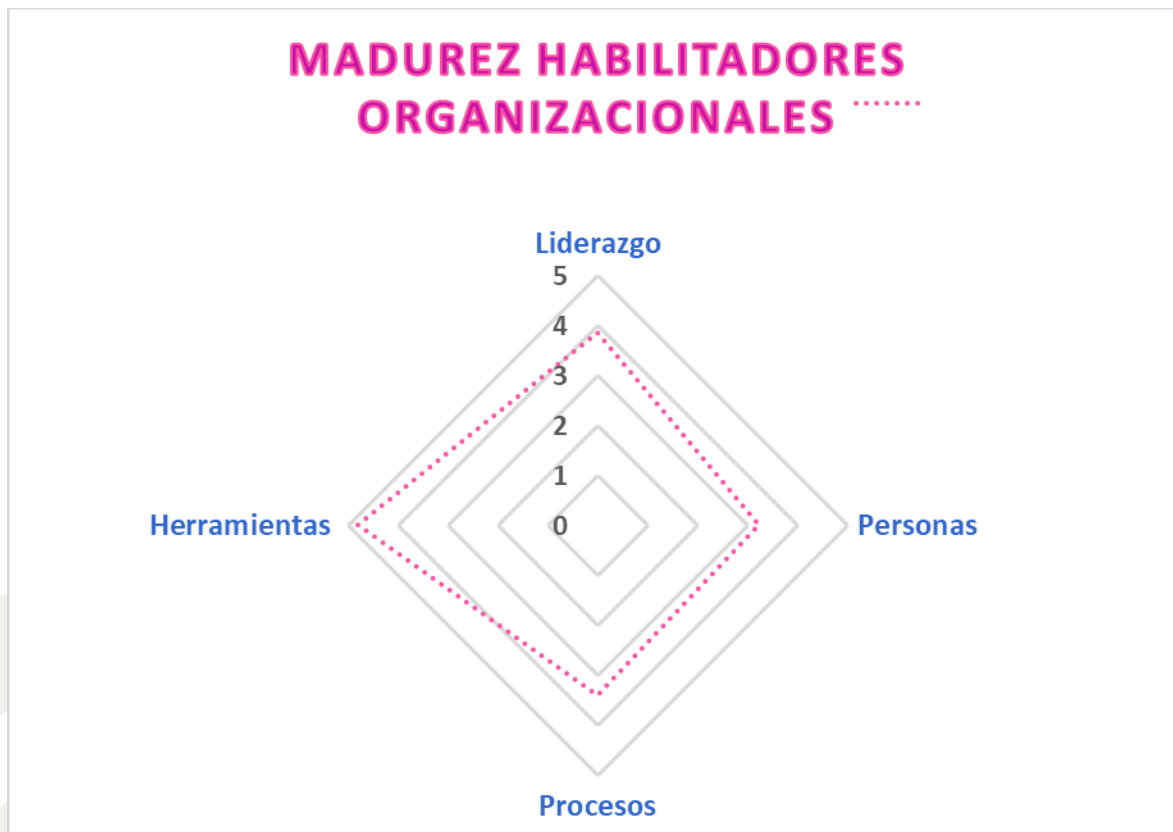 MADUREZ HABILITADORES
ORGANIZACIONALES
Liderazgo
5
4
3
2
1
0
Herramientas
Personas
Procesos